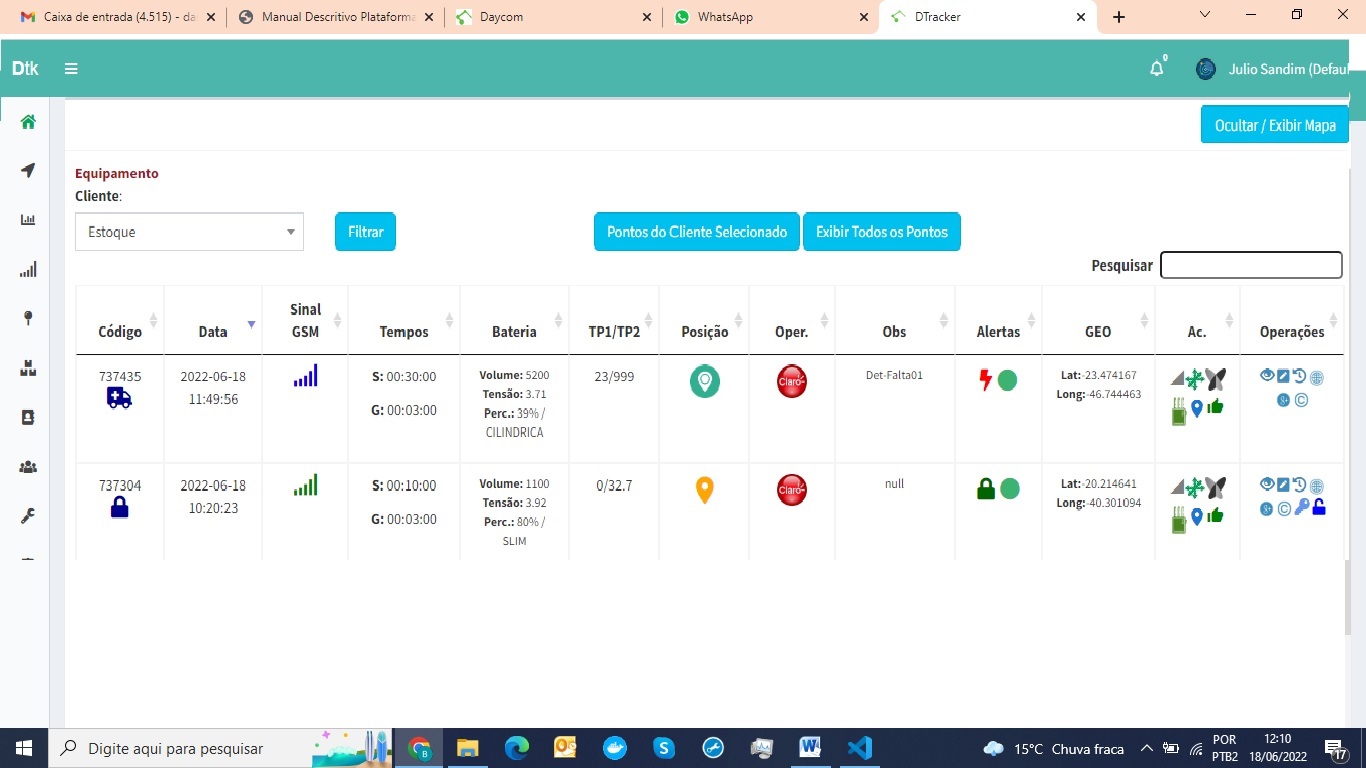 Caixa de entrada (4.515) - da
Manual Descritivo Plataforma
Daycom
WhatsApp
DTracker
Dtk
0
Julio Sandim (Defaul
Ocultar / Exibir Mapa
Equipamento
Cliente:
Estoque
Filtrar
Pontos do Cliente Selecionado
Exibir Todos os Pontos
Pesquisar
Código
Data
Sinal GSM
Tempos
Bateria
TP1/TP2
Posição
Oper.
Obs
Alertas
GEO
Ac.
Operações
737435
2022-06-18
11:49:56
S: 00:30:00
G: 00:03:00
Volume: 5200
Tensão: 3.71
Perc.: 39% /
CILINDRICA
23/999
Claro
Det-Falta01
Lat:-23.474167
Long:-46.744463
737304
2022-06-18
10:20:23
S: 00:10:00
G: 00:03:00
Volume: 1100
Tensão: 3.92
Perc.: 80% /
SLIM
0/32.7
Claro
null
Lat:-20.214641
Long:-40.301094
Digite aqui para pesquisar
15°C Chuva fraca
POR
PTB2
12:10
18/06/2022
17